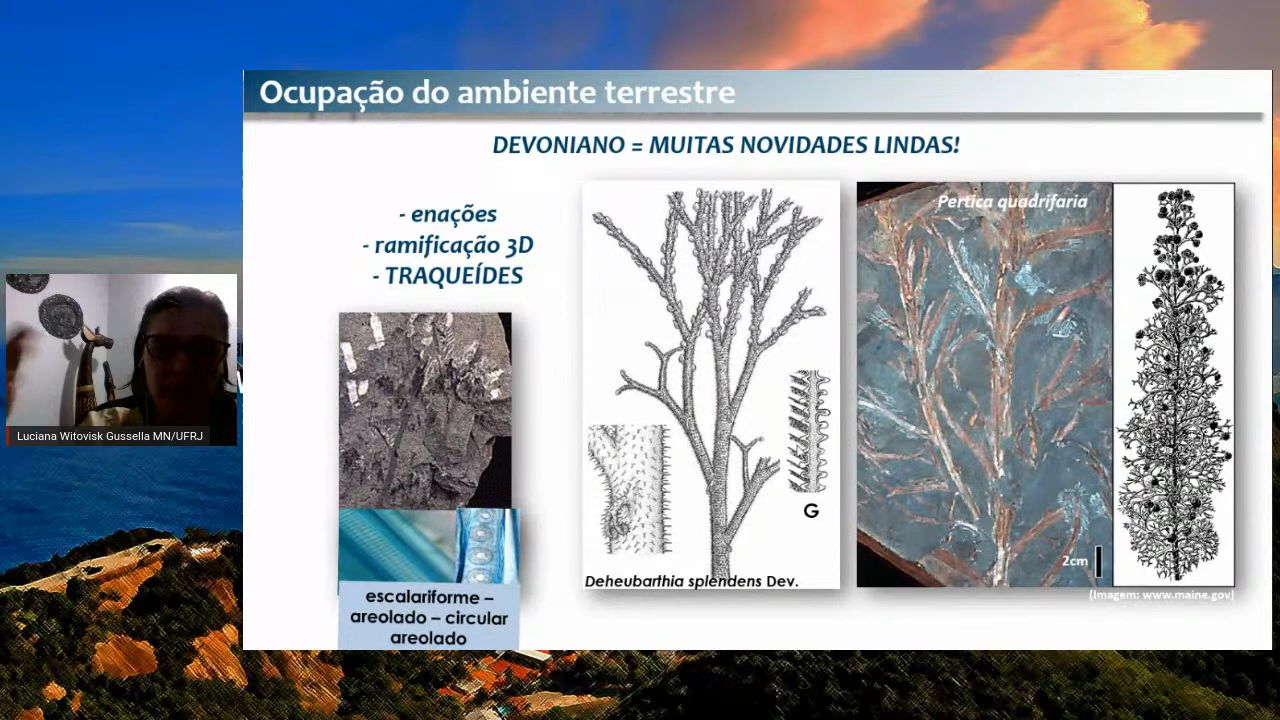 Ocupação do ambiente terrestre
DEVONIANO = MUITAS NOVIDADES LINDAS!
- enações
- ramificação 3D
- TRAQUEÍDES
Pertica quadrifaria
G
Deheubarthia splendens Dev.
2cm
(Imagem: www.maine.gov)
escalariforme –
areolado – circular
areolado
Luciana Witovisk Gussella MN/UFRJ